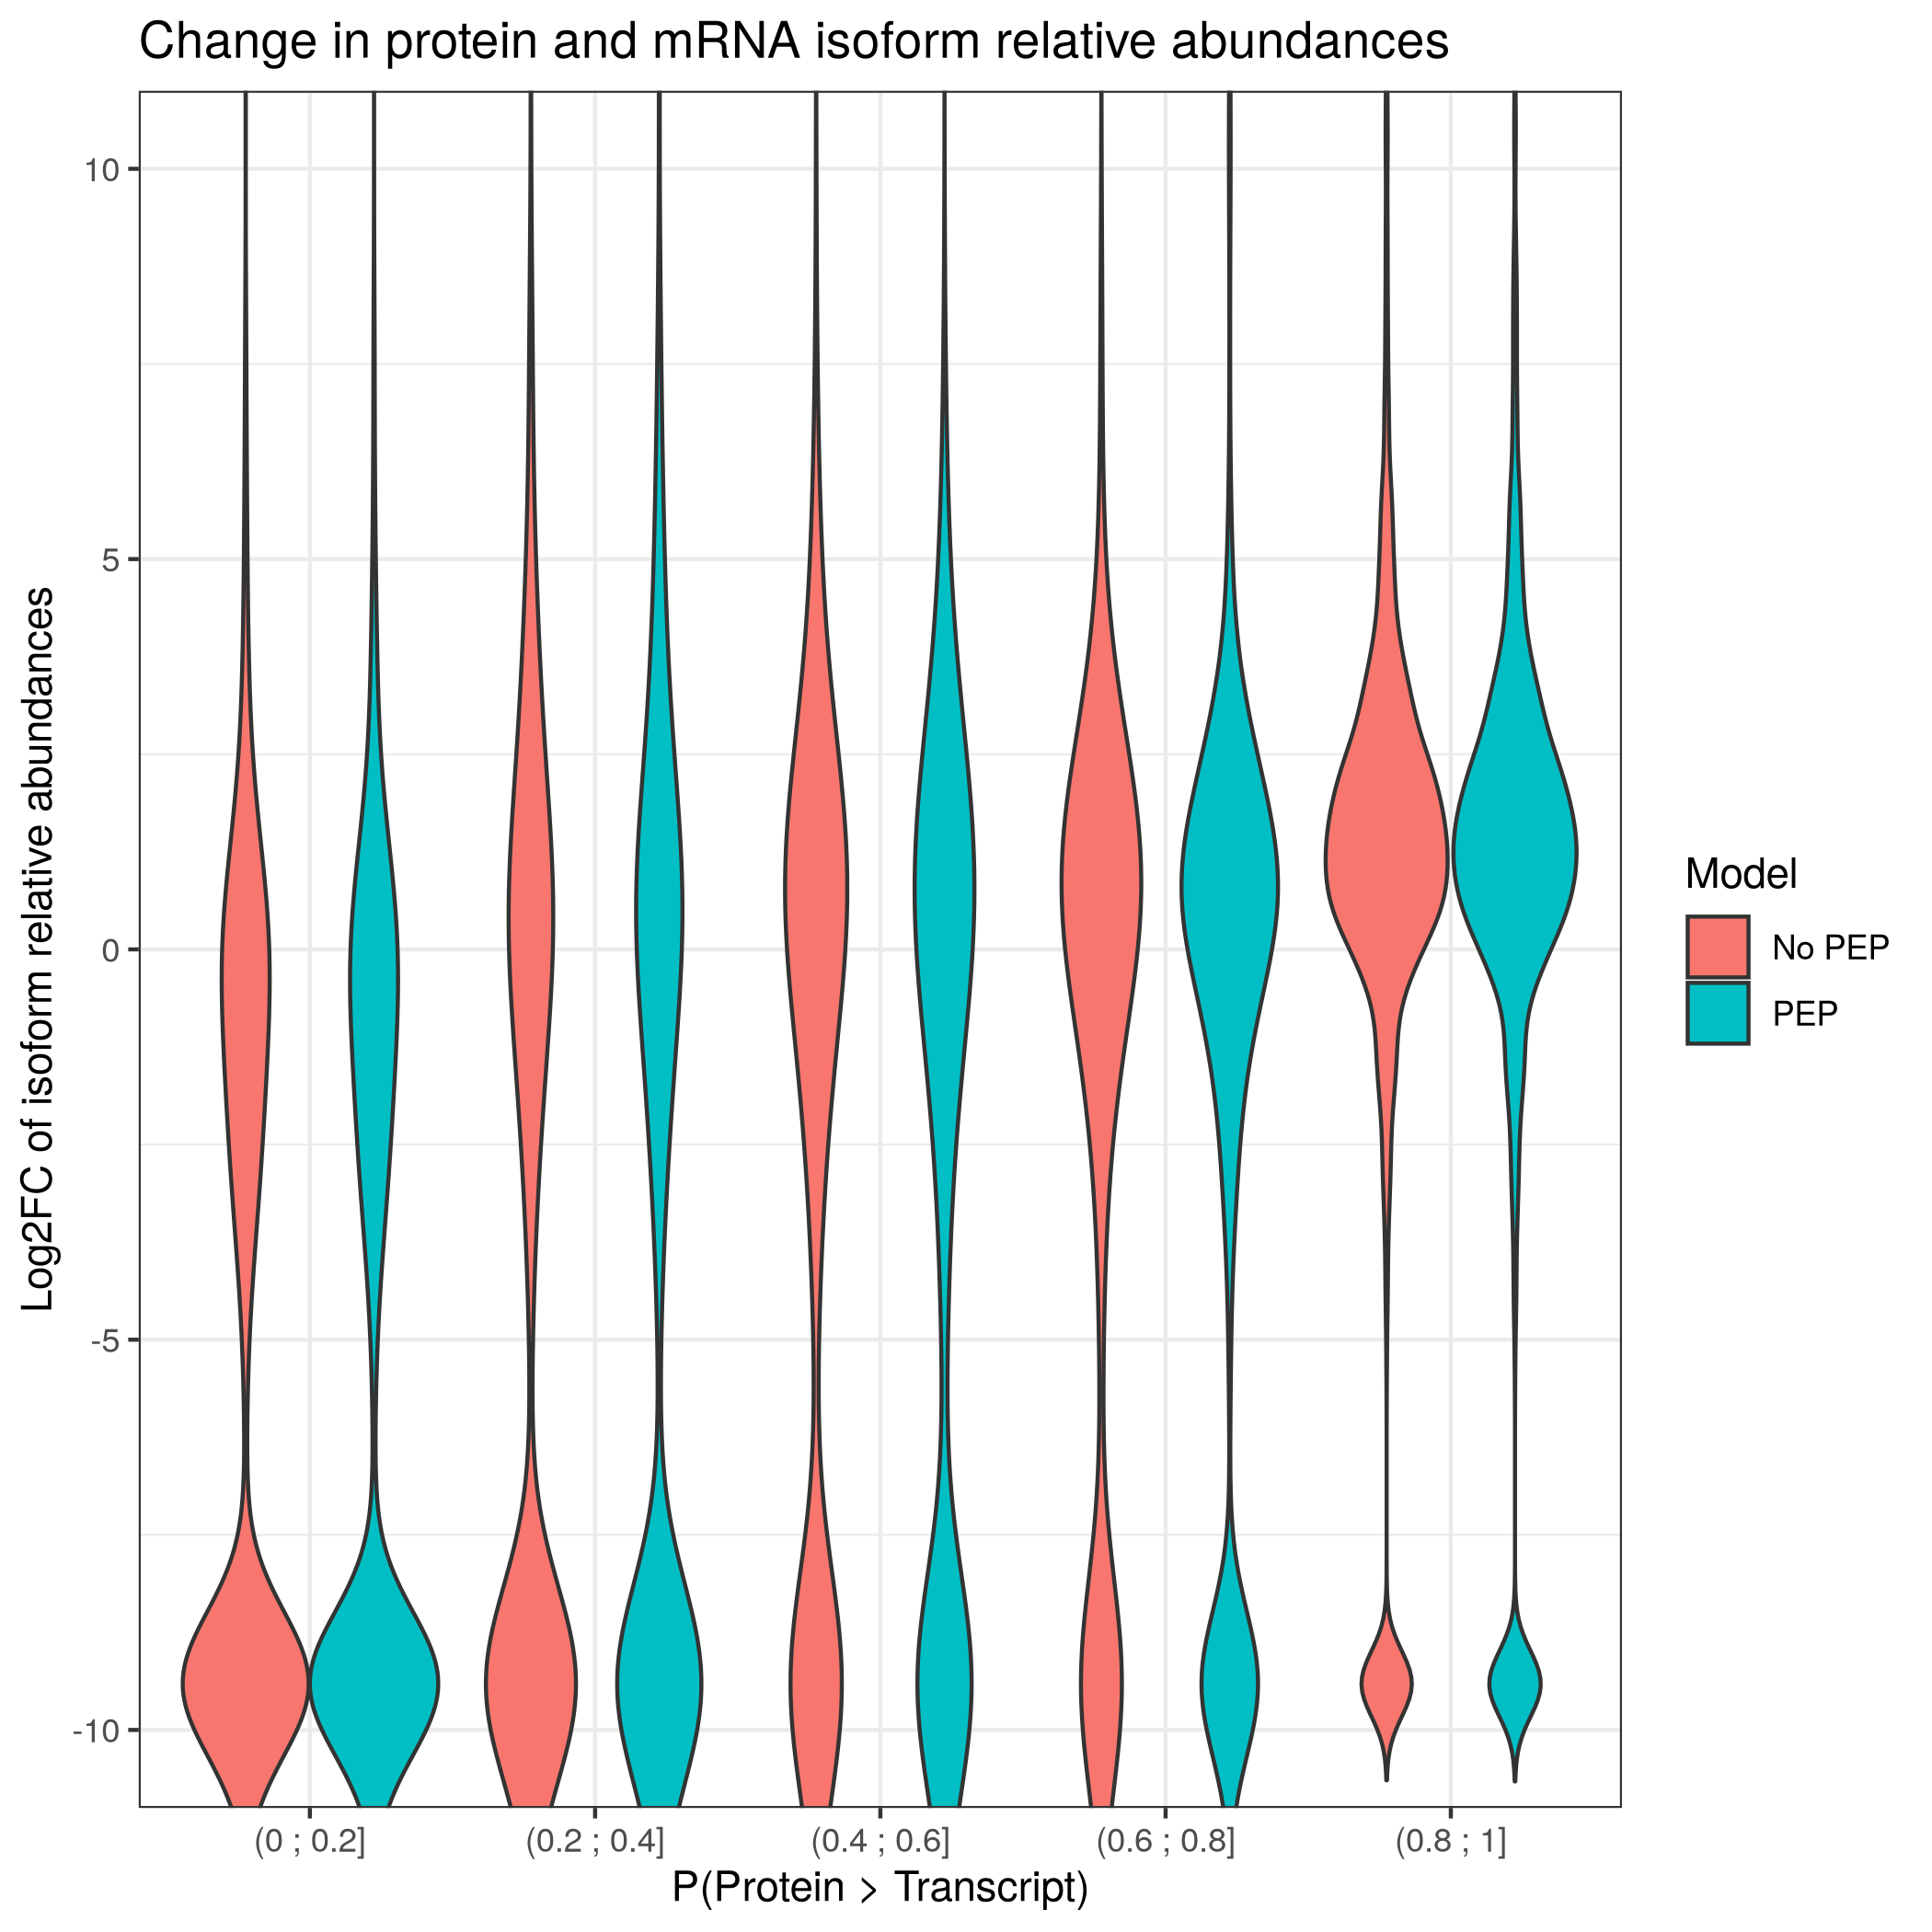 Change in protein and mRNA isoform relative abundances
Log2FC of isoform relative abundances
10
5
0
-5
-10
(0 ; 0.2]
(0.2 ; 0.4]
(0.4 ; 0.6]
(0.6 ; 0.8]
(0.8 ; 1]
P(Protein > Transcript)
Model
No PEP
PEP